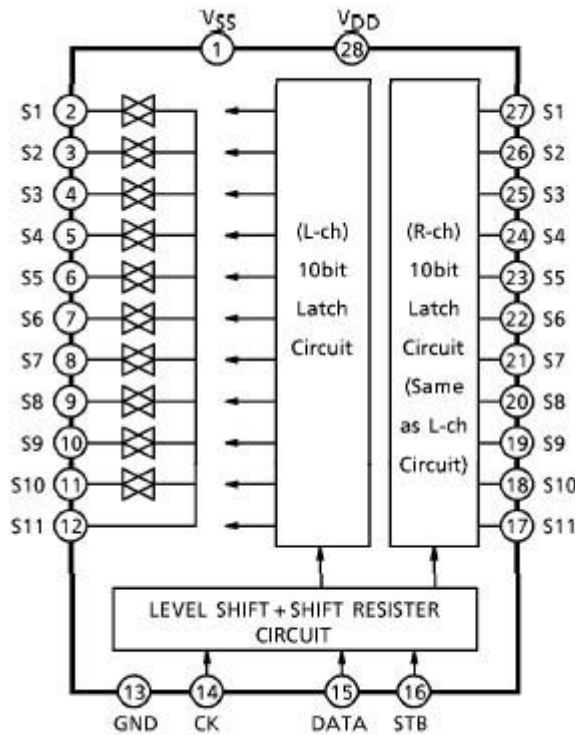 VSS VDD
1 28
S1 2 27 S1
S2 3 26 S2
S3 4 25 S3
S4 5 24 S4
S5 6 23 S5
S6 7 22 S6
S7 8 21 S7
S8 9 20 S8
S9 10 19 S9
S10 11 18 S10
S11 12 17 S11
(L-ch)
10bit
Latch
Circuit
(R-ch)
10bit
Latch
Circuit
(Same
as L-ch
Circuit)
LEVEL SHIFT + SHIFT RESISTER
CIRCUIT
13 14 15 16
GND CK DATA STB